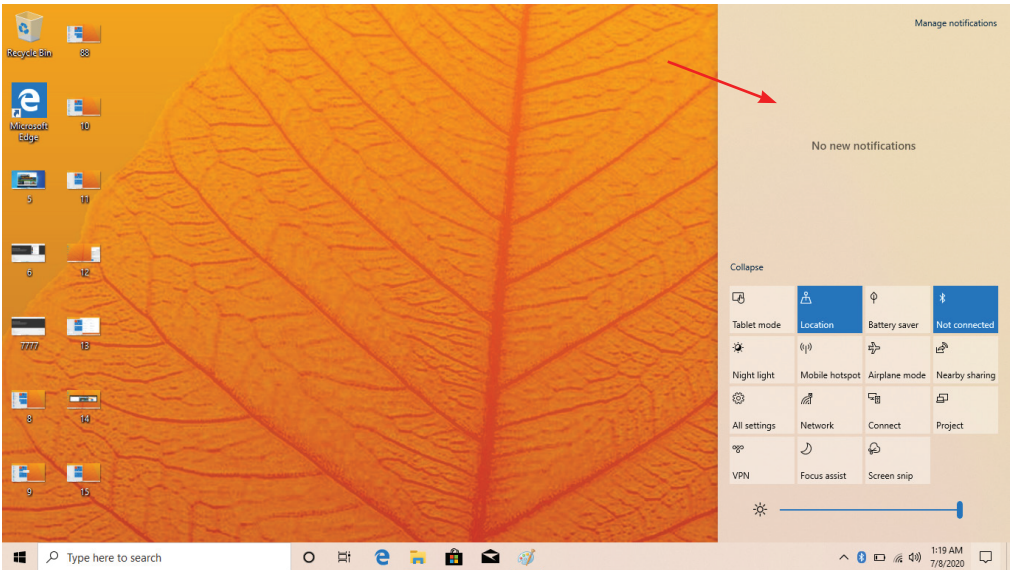 Recycle Bin
88
Microsoft
Edge
10
5
11
6
12
7777
13
8
14
9
15
Manage notifications
No new notifications
Collapse
Tablet mode
Location
Battery saver
Not connected
Night light
Mobile hotspot
Airplane mode
Nearby sharing
All settings
Network
Connect
Project
VPN
Focus assist
Screen snip
Type here to search
1:19 AM
7/8/2020